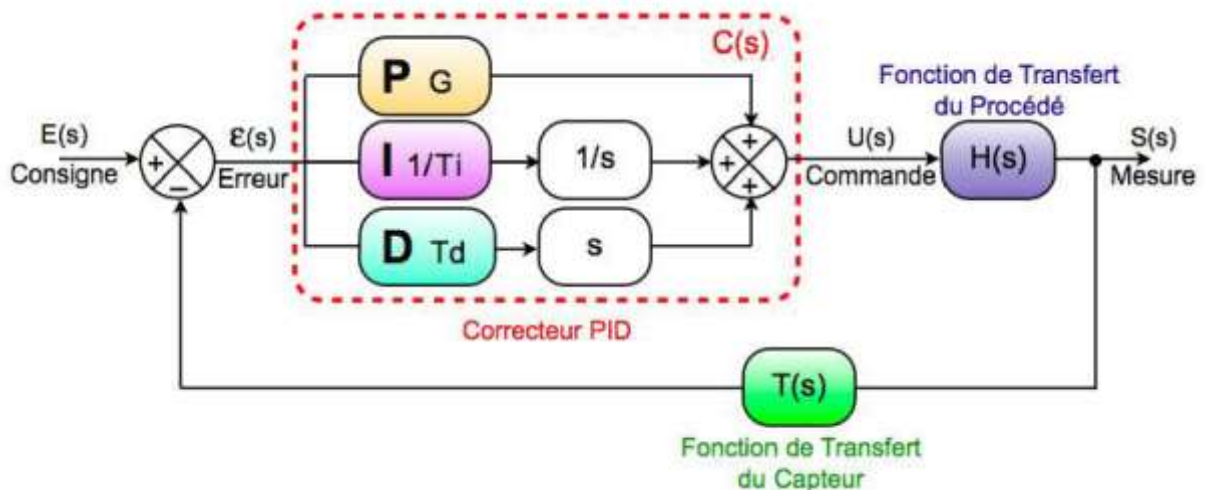 C(s)
P G
Fonction de Transfert
du Procédé
E(s)
Consigne
+
−
ε(s)
Erreur
I 1/Ti
1/s
+
+
+
U(s)
Commande
H(s)
S(s)
Mesure
D Td
s
Correcteur PID
T(s)
Fonction de Transfert
du Capteur